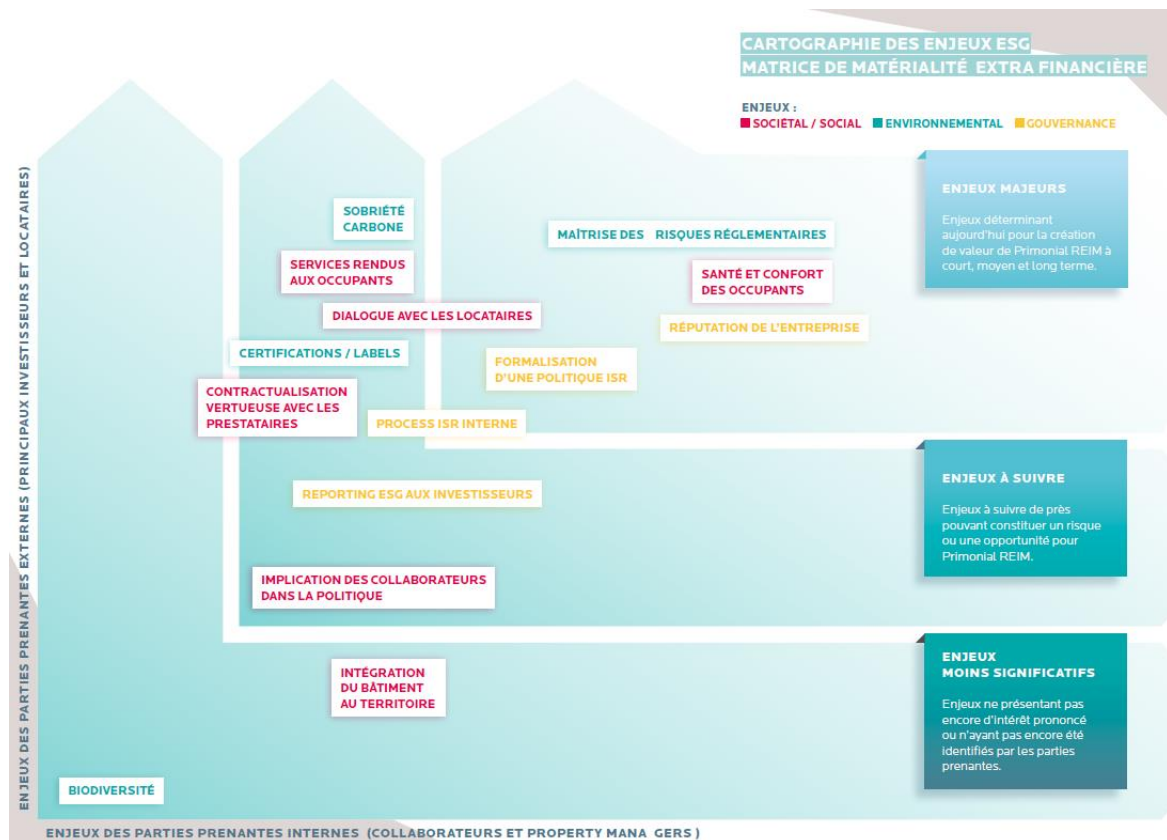 CARTOGRAPHIE DES ENJEUX ESG
MATRICE DE MATÉRIALITÉ EXTRA FINANCIÈRE
ENJEUX :
SOCIÉTAL / SOCIAL ENVIRONNEMENTAL GOUVERNANCE
ENJEUX DES PARTIES PRENANTES EXTERNES (PRINCIPAUX INVESTISSEURS ET LOCATAIRES)
SOBRIÉTÉ
CARBONE
MAÎTRISE DES RISQUES RÉGLEMENTAIRES
SERVICES RENDUS
AUX OCCUPANTS
SANTÉ ET CONFORT
DES OCCUPANTS
DIALOGUE AVEC LES LOCATAIRES
RÉPUTATION DE L'ENTREPRISE
CERTIFICATIONS / LABELS
FORMALISATION
D'UNE POLITIQUE ISR
CONTRACTUALISATION
VERTUEUSE AVEC LES
PRESTATAIRES
PROCESS ISR INTERNE
REPORTING ESG AUX INVESTISSEURS
IMPLICATION DES COLLABORATEURS
DANS LA POLITIQUE
INTÉGRATION
DU BÂTIMENT
AU TERRITOIRE
BIODIVERSITÉ
ENJEUX MAJEURS
Enjeux déterminant
aujourd'hui pour la création
de valeur de Primonial REIM à
court, moyen et long terme.
ENJEUX À SUIVRE
Enjeux à suivre de près
pouvant constituer un risque
ou une opportunité pour
Primonial REIM.
ENJEUX
MOINS SIGNIFICATIFS
Enjeux ne présentant pas
encore d'intérêt prononcé
ou n'ayant pas encore été
identifiés par les parties
prenantes.
ENJEUX DES PARTIES PRENANTES INTERNES (COLLABORATEURS ET PROPERTY MANA GERS )